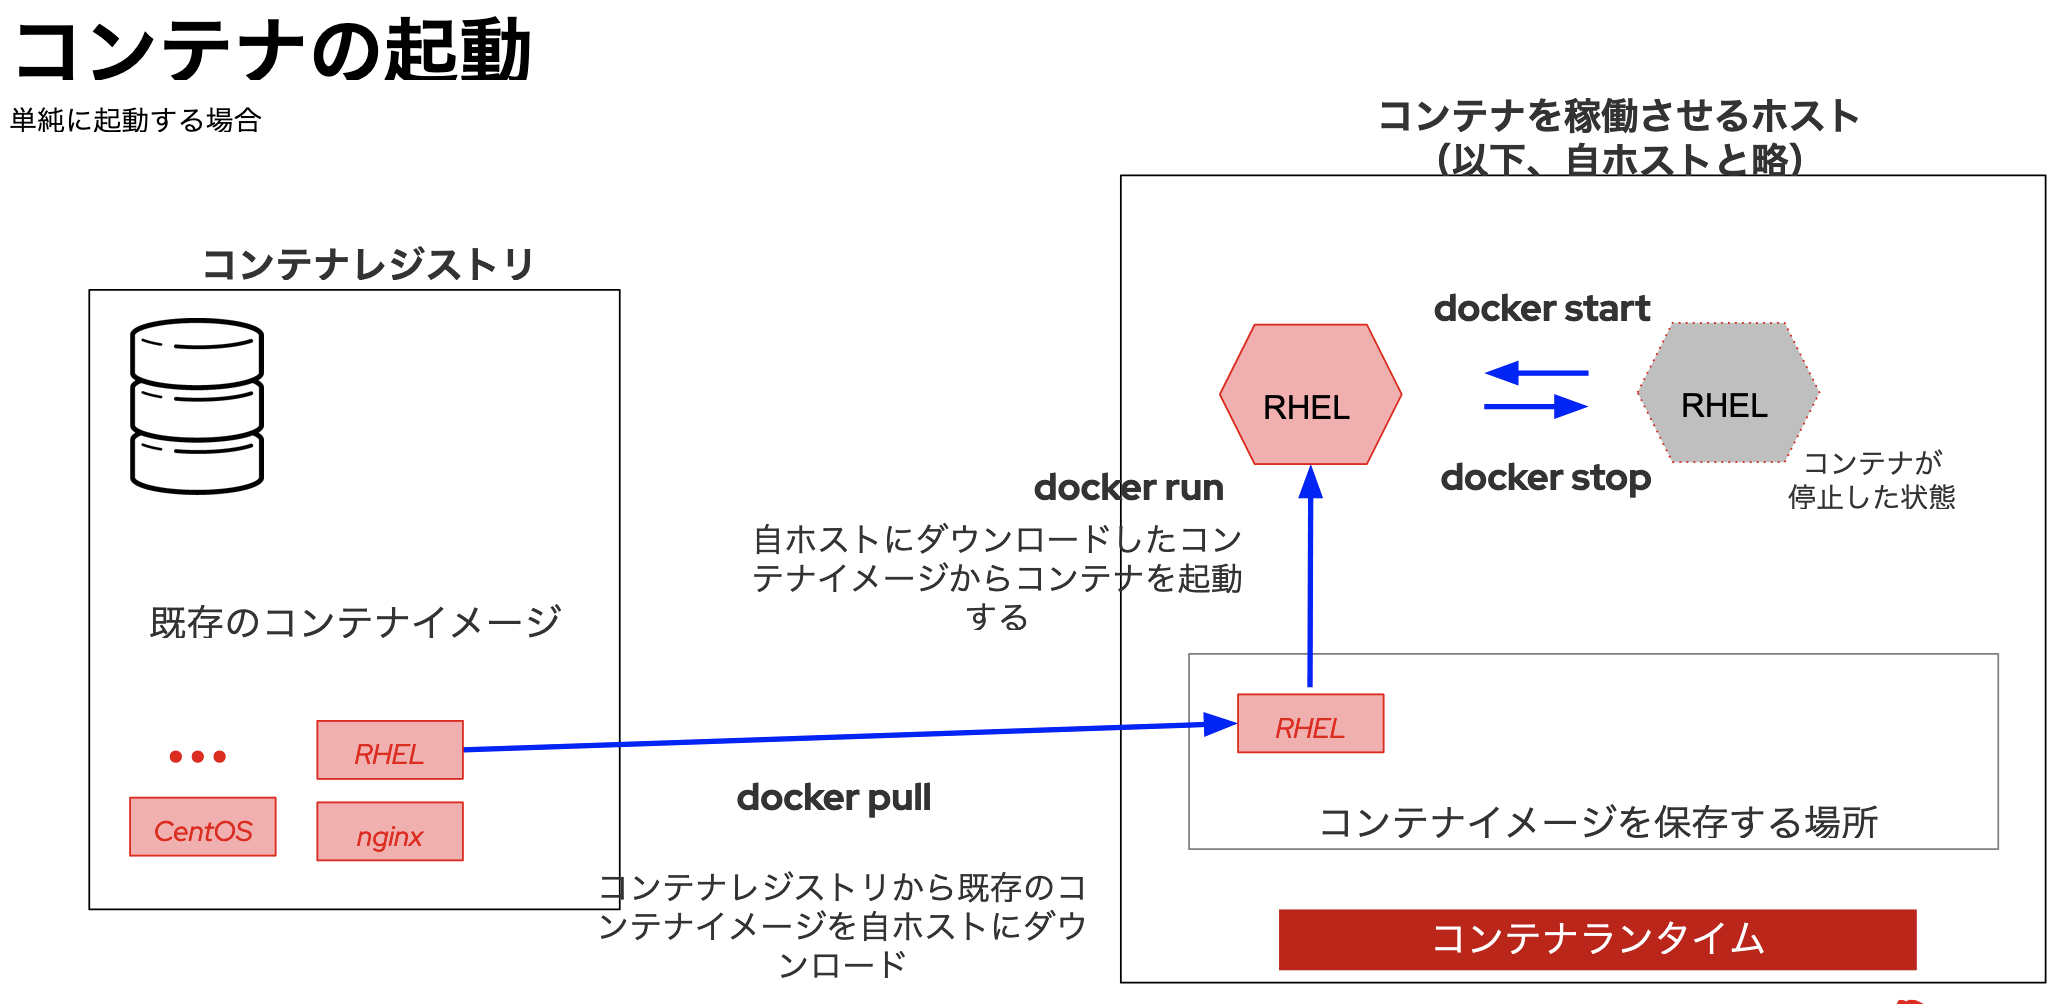 コンテナの起動
単純に起動する場合
コンテナを稼働させるホスト
（以下、自ホストと略）
コンテナレジストリ
docker start
RHEL
RHEL
docker stop
コンテナが
停止した状態
docker run
自ホストにダウンロードしたコン
テナイメージからコンテナを起動
する
既存のコンテナイメージ
•••
RHEL
CentOS
nginx
RHEL
docker pull
コンテナイメージを保存する場所
コンテナレジストリから既存のコ
ンテナイメージを自ホストにダウ
ンロード
コンテナランタイム